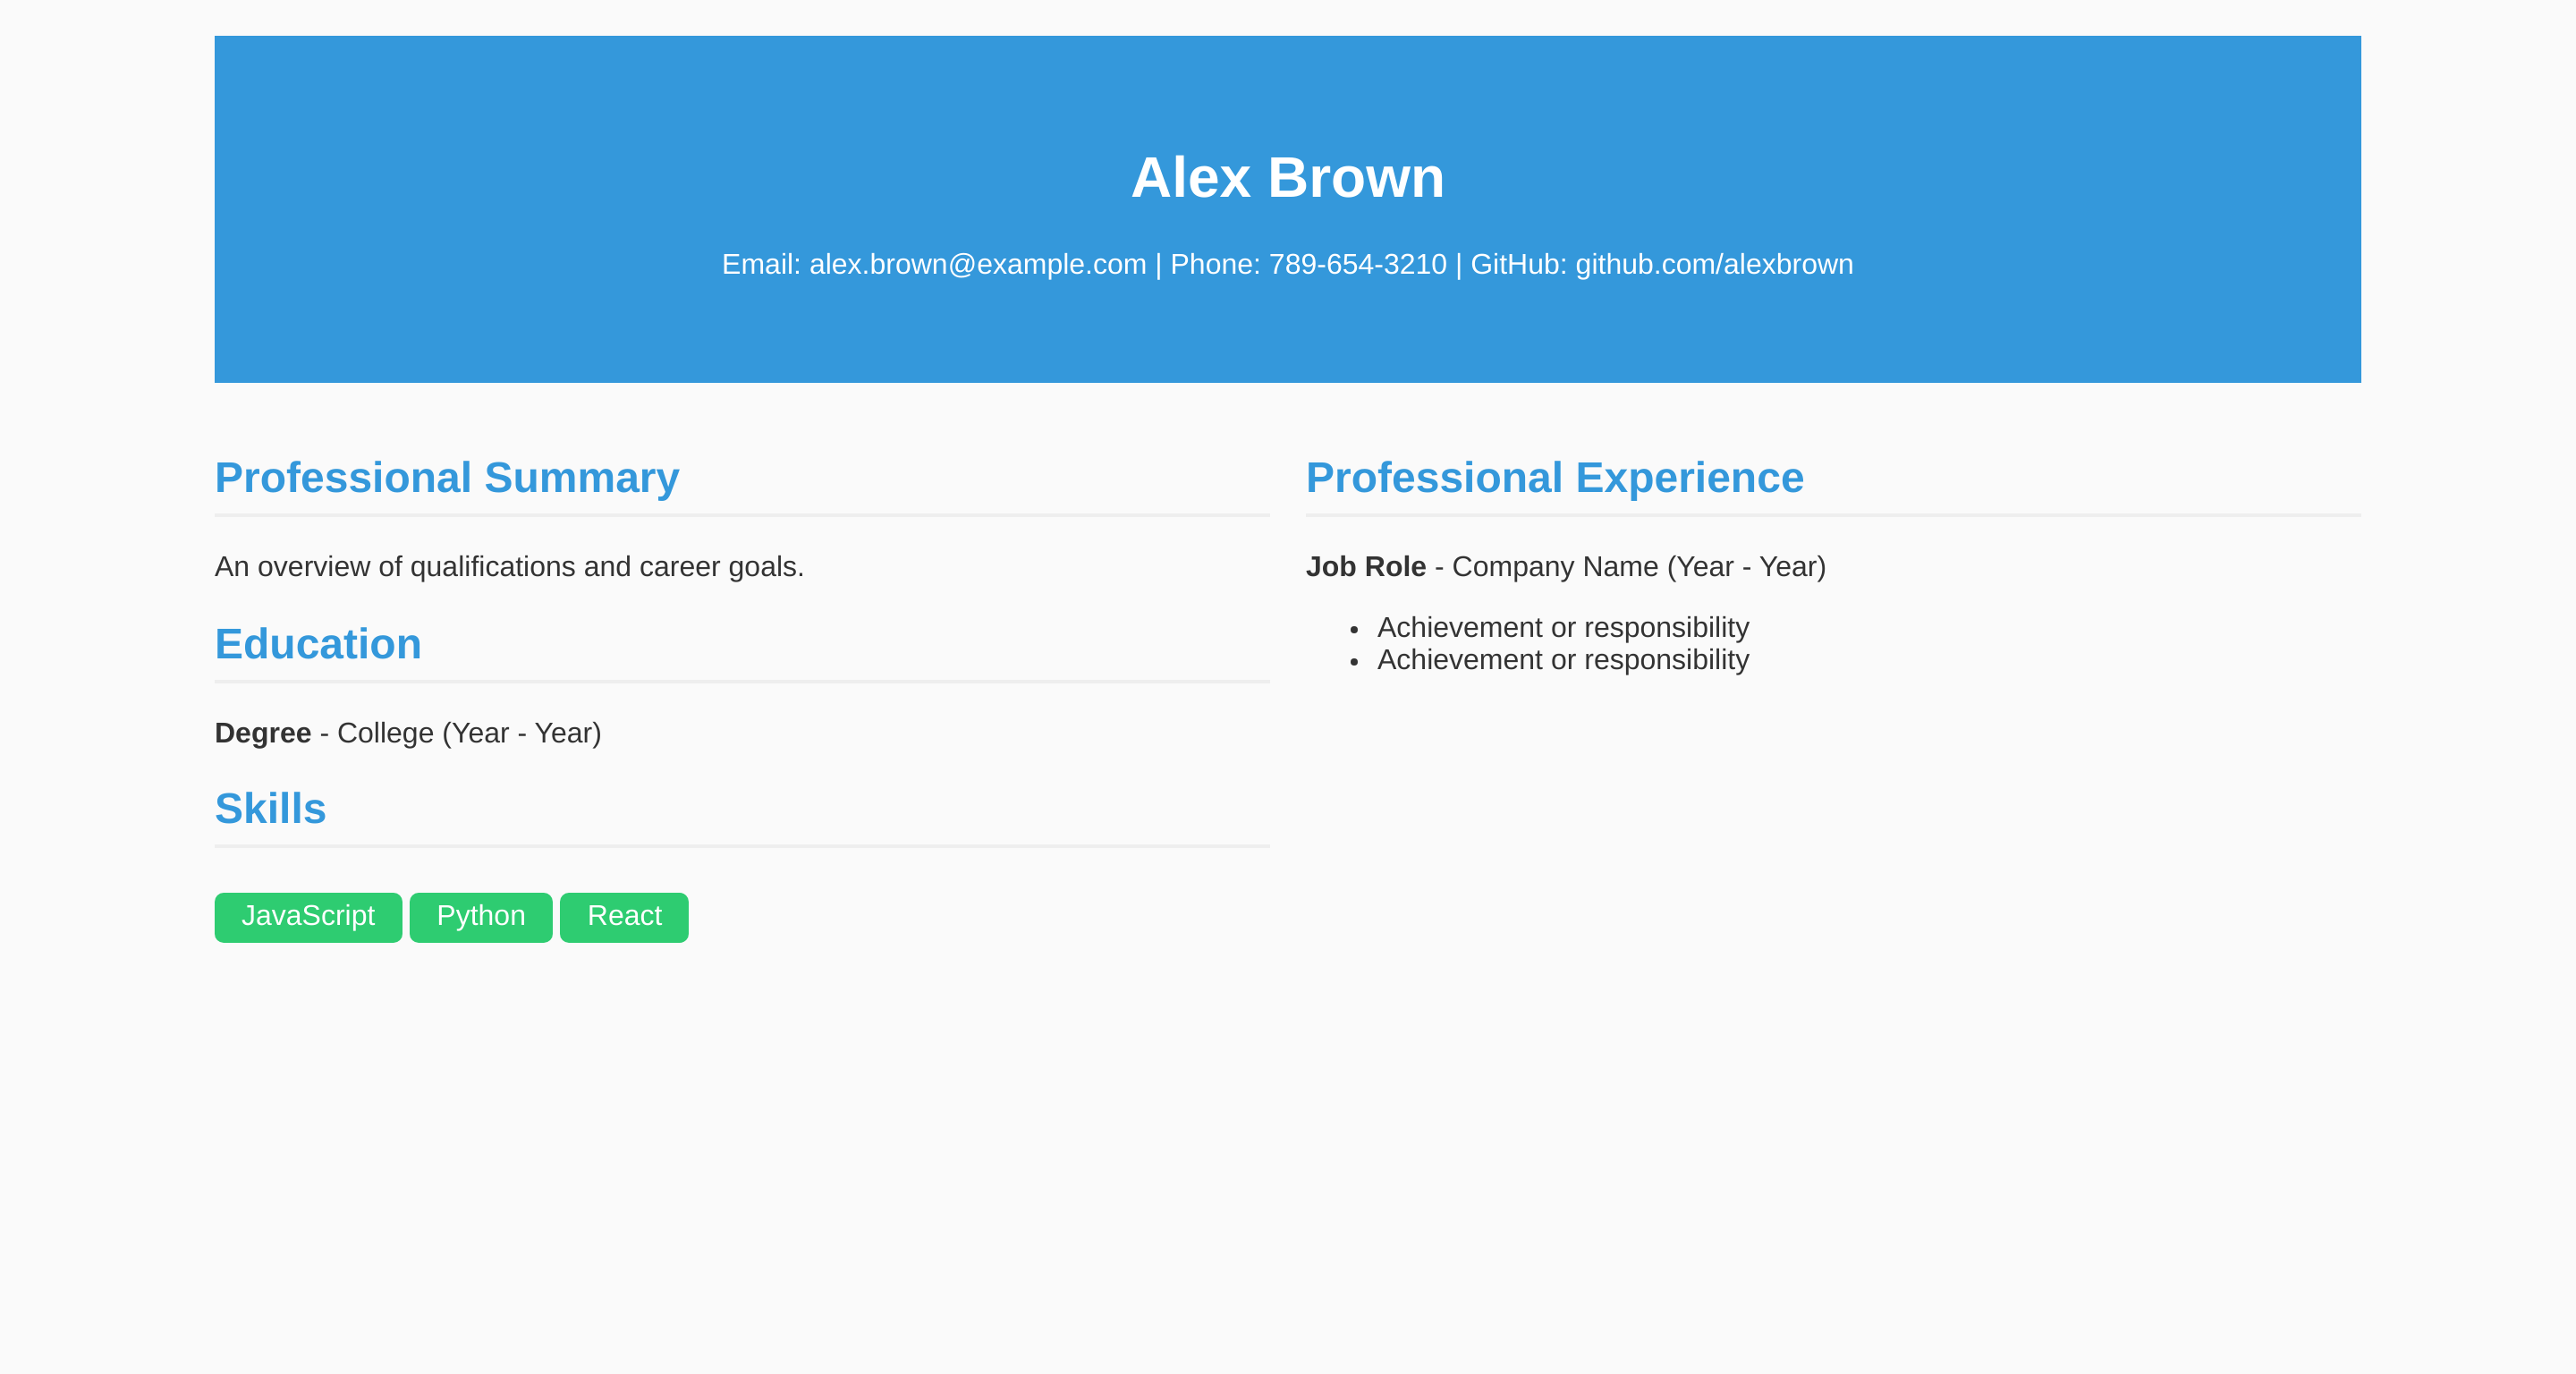 Alex Brown
Email: alex.brown@example.com | Phone: 789-654-3210 | GitHub: github.com/alexbrown
Professional Summary
An overview of qualifications and career goals.
Education
Degree - College (Year - Year)
Skills
JavaScript Python React
Professional Experience
Job Role - Company Name (Year - Year)
• Achievement or responsibility
• Achievement or responsibility